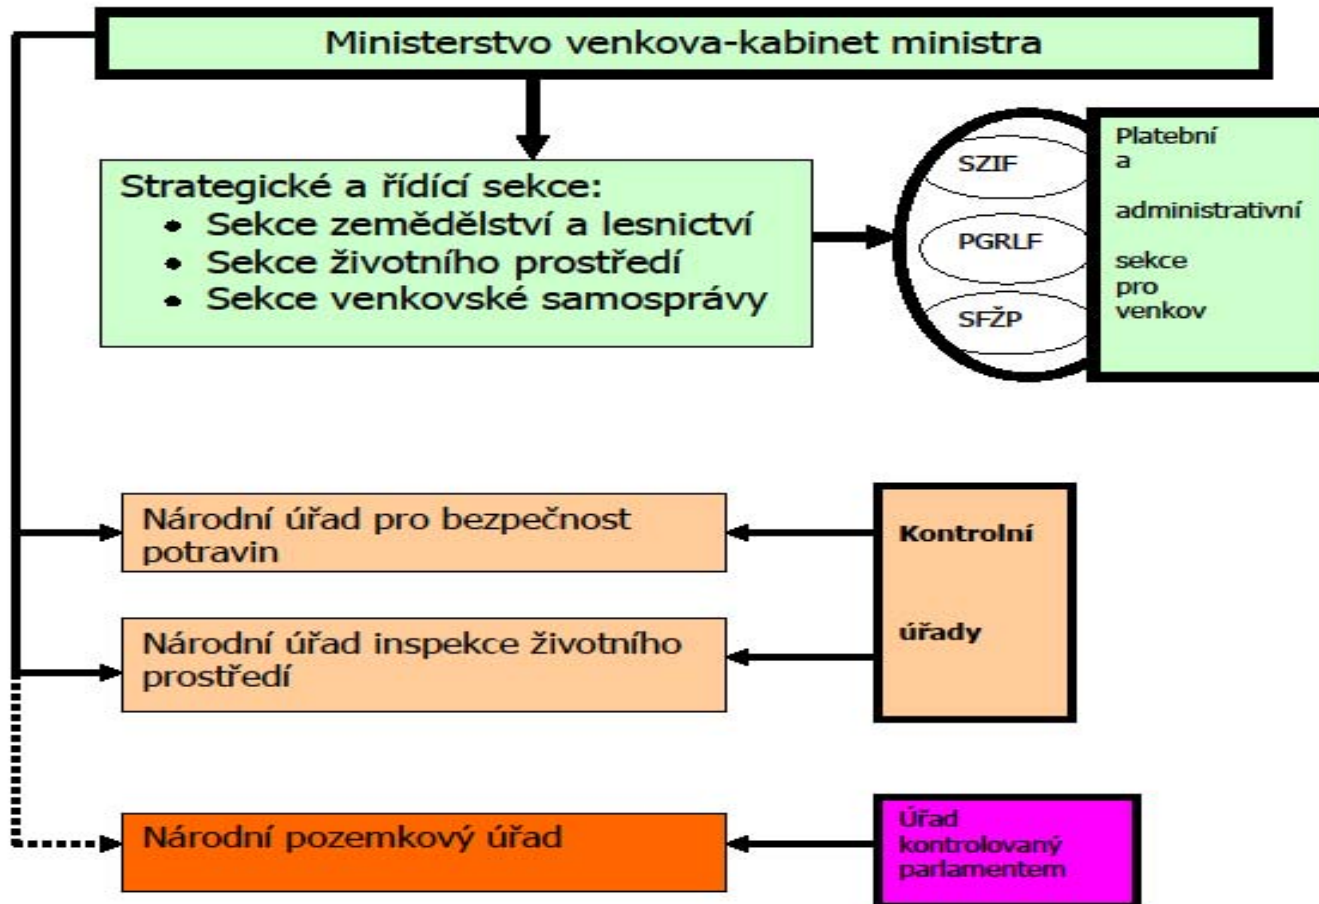 Ministerstvo venkova-kabinet ministra
Strategické a řídící sekce:
• Sekce zemědělství a lesnictví
• Sekce životního prostředí
• Sekce venkovské samosprávy
SZIF
PGRLF
SFŽP
Platební
a
administrativní
sekce
pro
venkov
Národní úřad pro bezpečnost
potravin
Národní úřad inspekce životního
prostředí
Kontrolní
úřady
Národní pozemkový úřad
Úřad
kontrolovaný
parlamentem